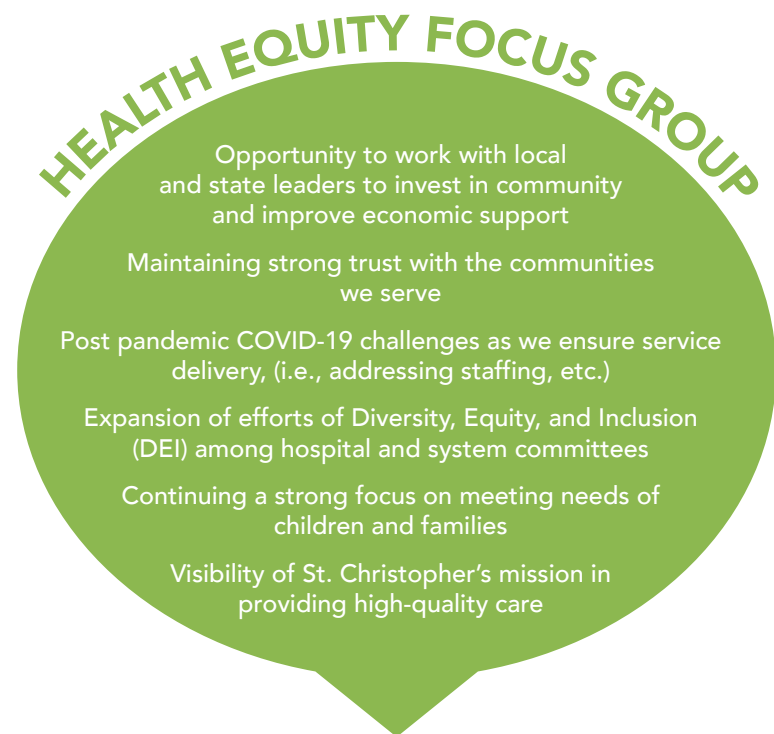 HEALTH EQUITY FOCUS GROUP
Opportunity to work with local
and state leaders to invest in community
and improve economic support
Maintaining strong trust with the communities
we serve
Post pandemic COVID-19 challenges as we ensure service
delivery, (i.e., addressing staffing, etc.)
Expansion of efforts of Diversity, Equity, and Inclusion
(DEI) among hospital and system committees
Continuing a strong focus on meeting needs of
children and families
Visibility of St. Christopher’s mission in
providing high-quality care